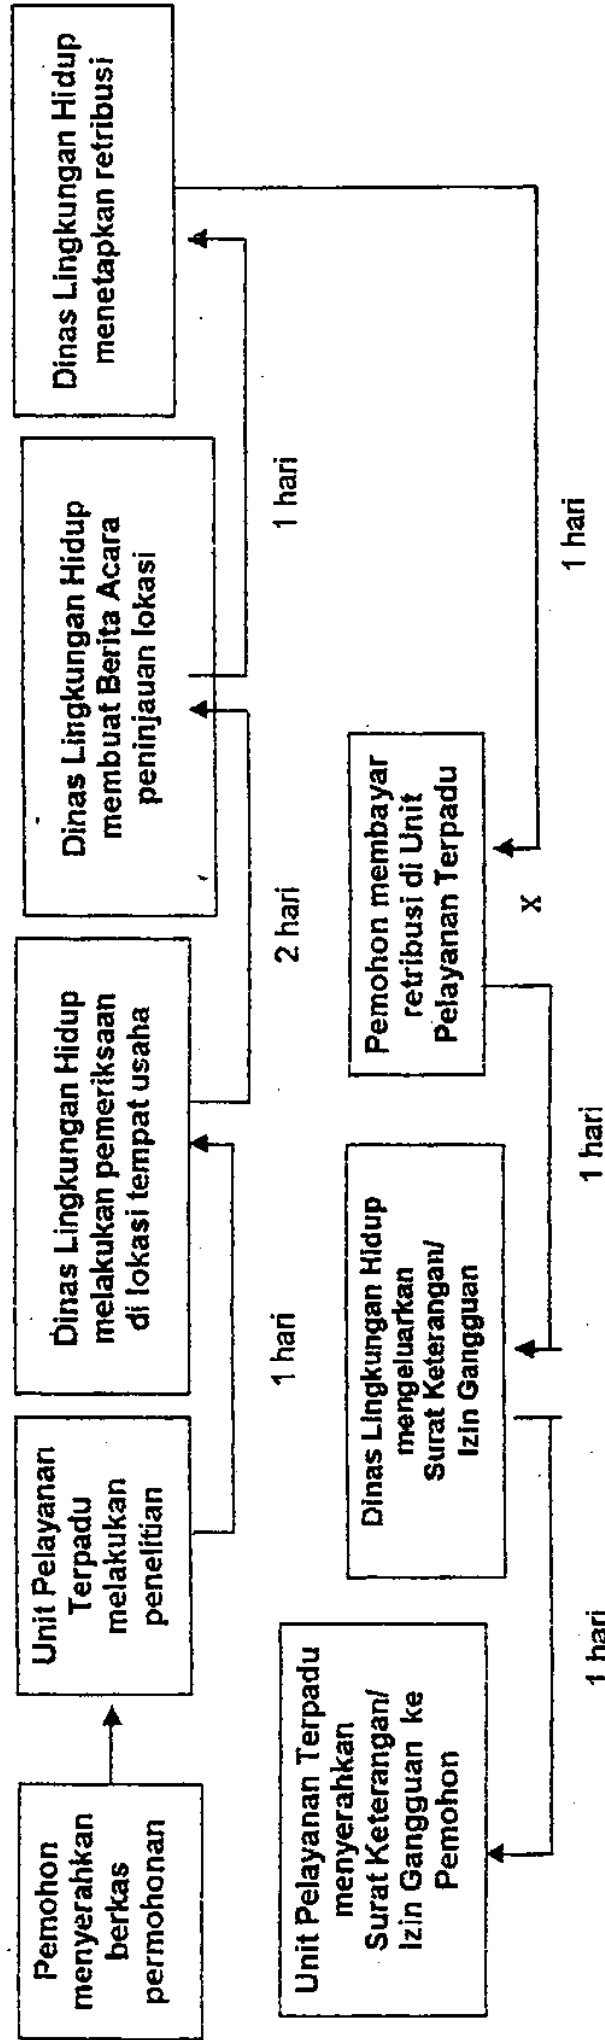 Pemohon
menyerahkan
berkas
permohonan
Unit Pelayanan
Terpadu
melakukan
penelitian
1 hari
Dinas Lingkungan Hidup
melakukan pemeriksaan
di lokasi tempat usaha
2 hari
Dinas Lingkungan Hidup
membuat Berita Acara
peninjauan lokasi
1 hari
Dinas Lingkungan Hidup
menetapkan retribusi
1 hari
Pemohon membayar
retribusi di Unit
Pelayanan Terpadu
X
1 hari
Dinas Lingkungan Hidup
mengeluarkan
Surat Keterangan/
Izin Gangguan
1 hari
Unit Pelayanan Terpadu
menyerahkan
Surat Keterangan/
Izin Gangguan ke
Pemohon